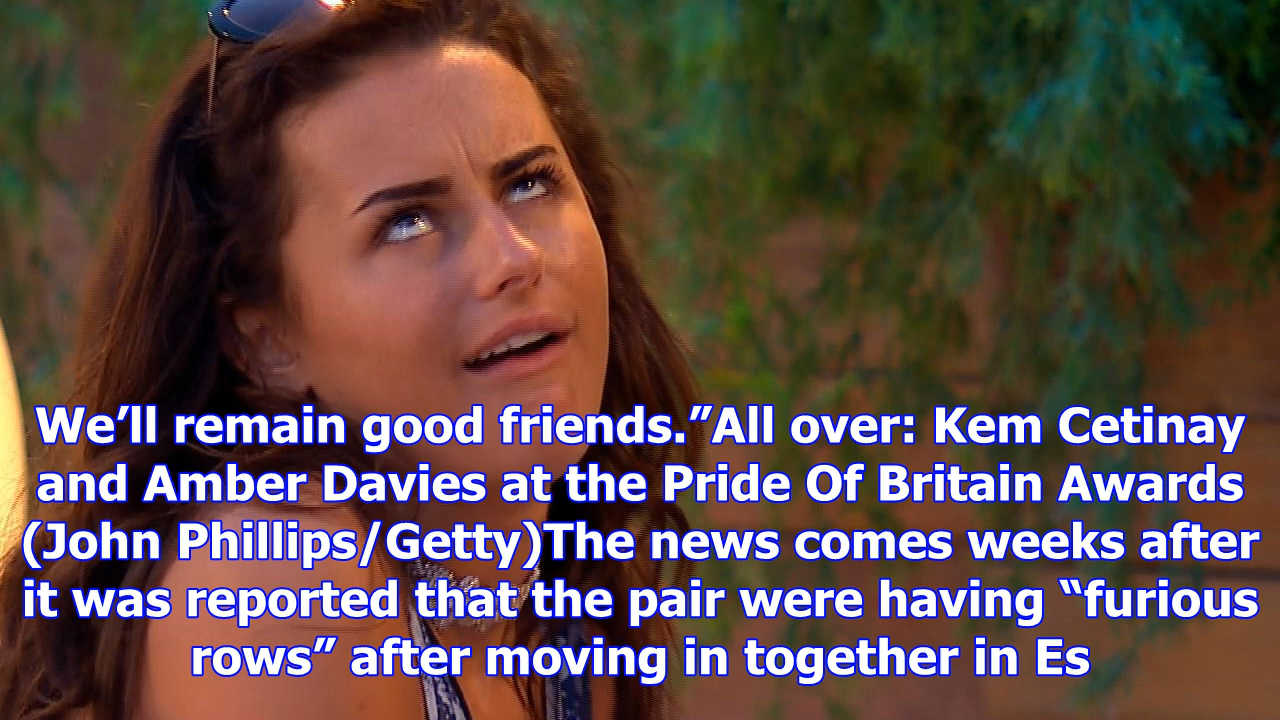 We’ll remain good friends.”All over: Kem Cetinay
and Amber Davies at the Pride Of Britain Awards
(John Phillips/Getty)The news comes weeks after
it was reported that the pair were having “furious
rows” after moving in together in Es